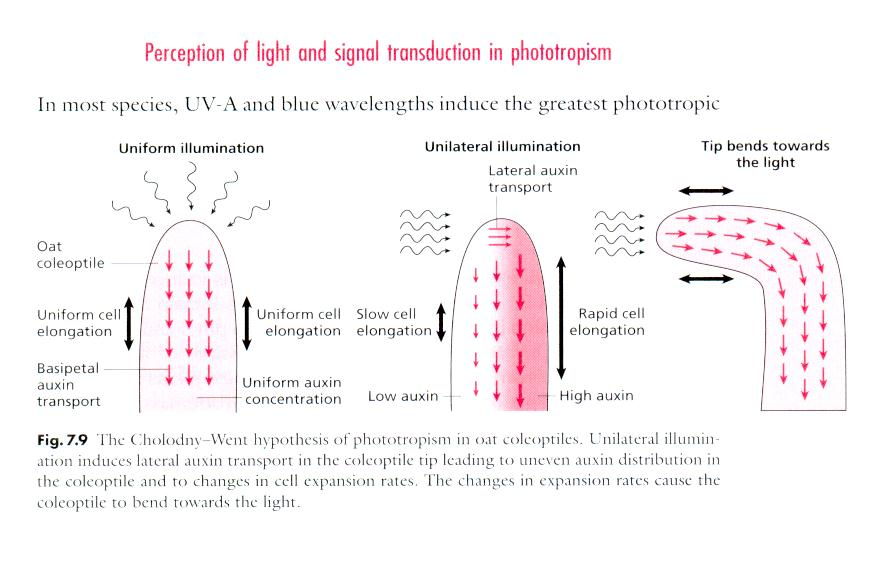 Perception of light and signal transduction in phototropism
In most species, UV-A and blue wavelengths induce the greatest phototropic
Uniform illumination
Oat
coleoptile
Uniform cell
elongation
Uniform cell
elongation
Basipetal
auxin
transport
Uniform auxin
concentration
Unilateral illumination
Lateral auxin
transport
Slow cell
elongation
Rapid cell
elongation
Low auxin
High auxin
Tip bends towards
the light
Fig. 7.9 The Cholodny–Went hypothesis of phototropism in oat coleoptiles. Unilateral illumin-
ation induces lateral auxin transport in the coleoptile tip leading to uneven auxin distribution in
the coleoptile and to changes in cell expansion rates. The changes in expansion rates cause the
coleoptile to bend towards the light.